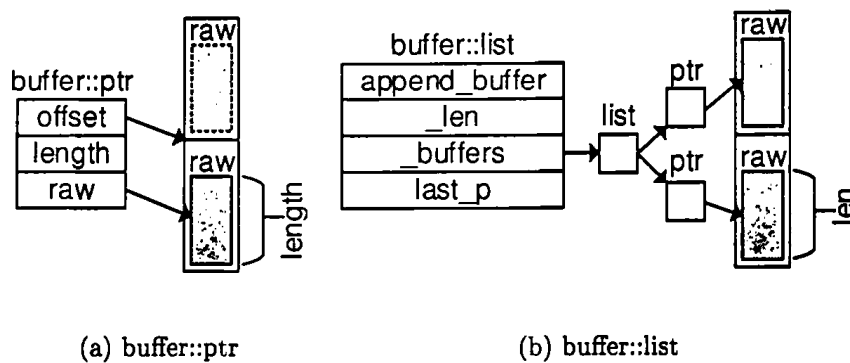 buffer::ptr
offset
length
raw
raw
raw
length
buffer::list
append_buffer
_len
_buffers
last_p
list
ptr
ptr
raw
raw
len
(a) buffer::ptr
(b) buffer::list